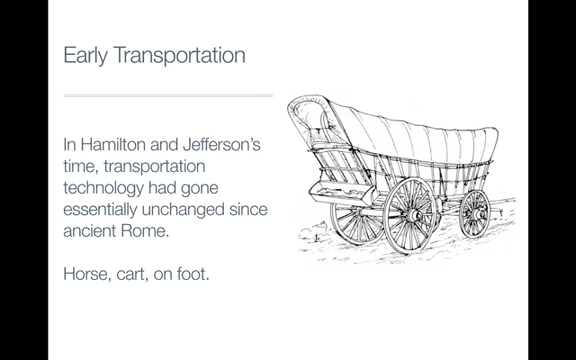 Early Transportation
In Hamilton and Jefferson's
time, transportation
technology had gone
essentially unchanged since
ancient Rome.
Horse, cart, on foot.